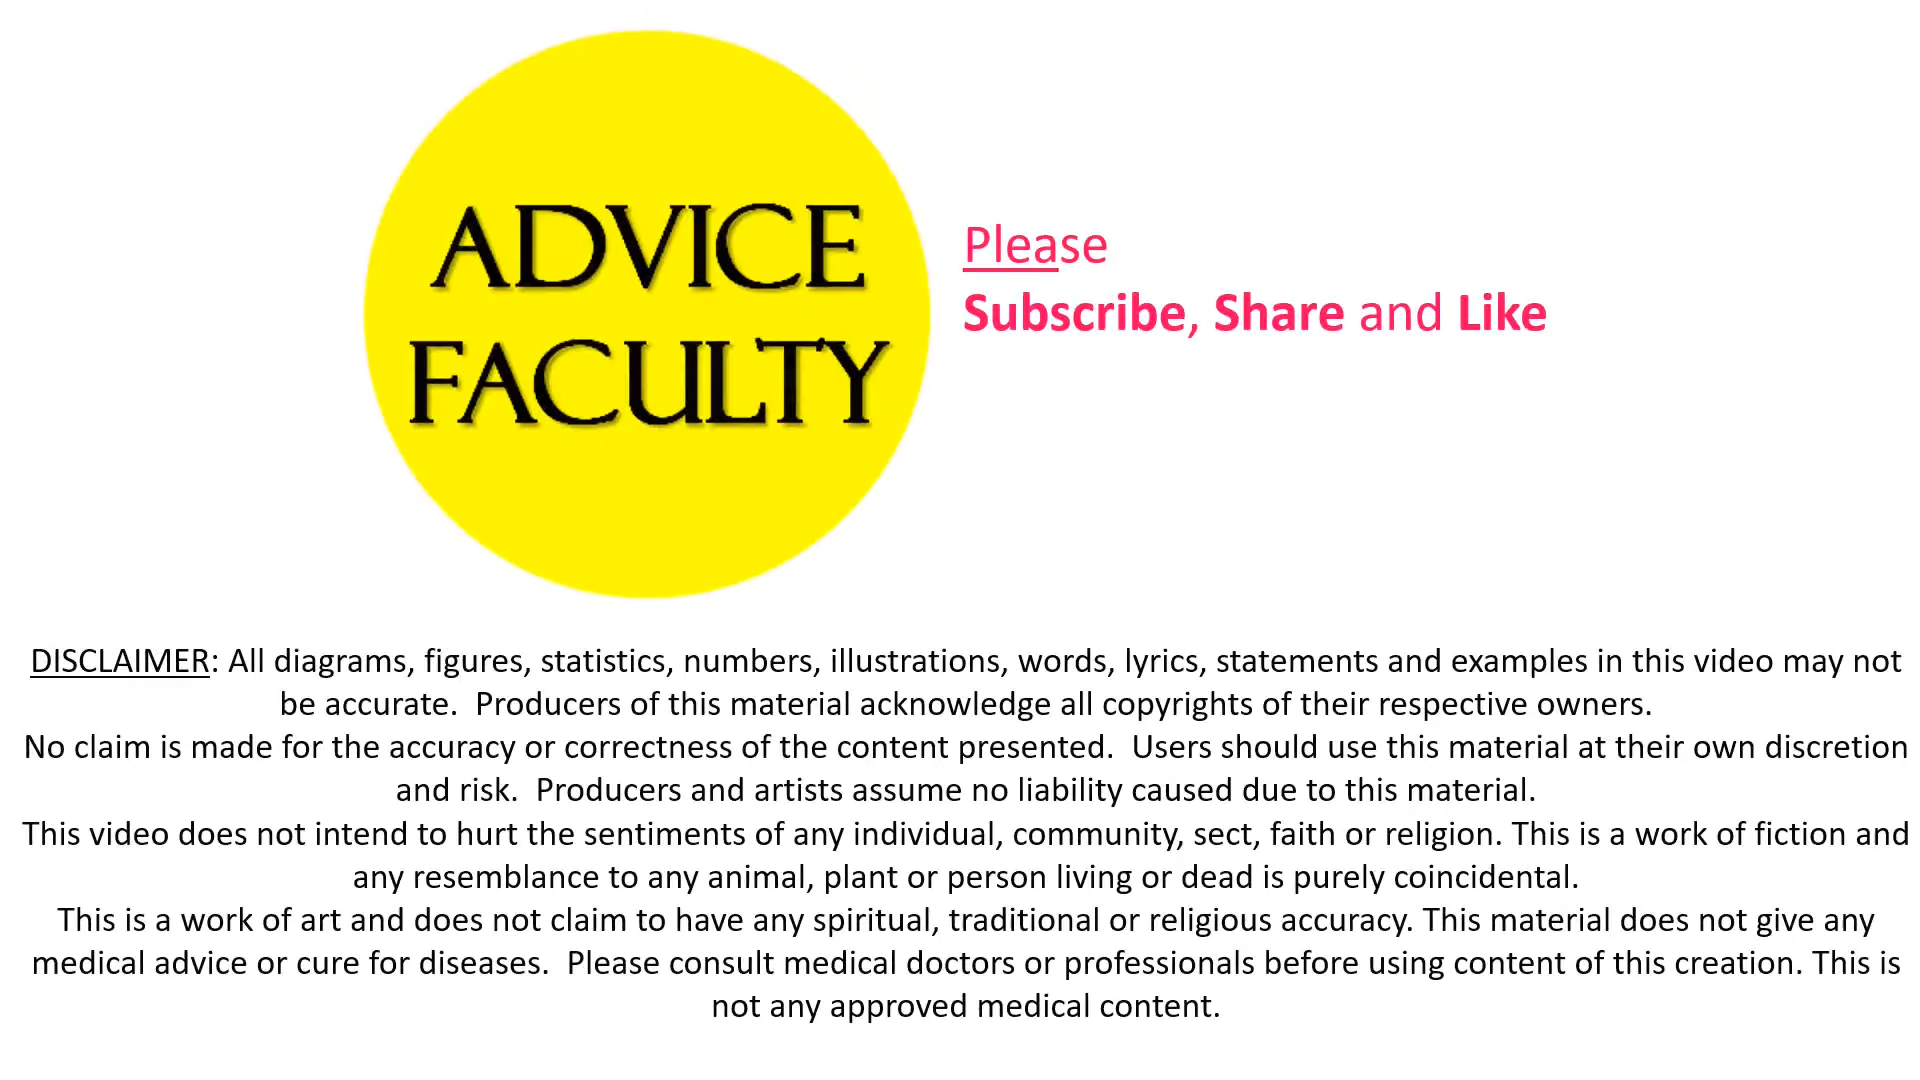 ADVICE
FACULTY
Please
Subscribe, Share and Like
DISCLAIMER: All diagrams, figures, statistics, numbers, illustrations, words, lyrics, statements and examples in this video may not
be accurate.  Producers of this material acknowledge all copyrights of their respective owners.
No claim is made for the accuracy or correctness of the content presented.  Users should use this material at their own discretion
and risk.  Producers and artists assume no liability caused due to this material.
This video does not intend to hurt the sentiments of any individual, community, sect, faith or religion. This is a work of fiction and
any resemblance to any animal, plant or person living or dead is purely coincidental.
This is a work of art and does not claim to have any spiritual, traditional or religious accuracy. This material does not give any
medical advice or cure for diseases.  Please consult medical doctors or professionals before using content of this creation. This is
not any approved medical content.